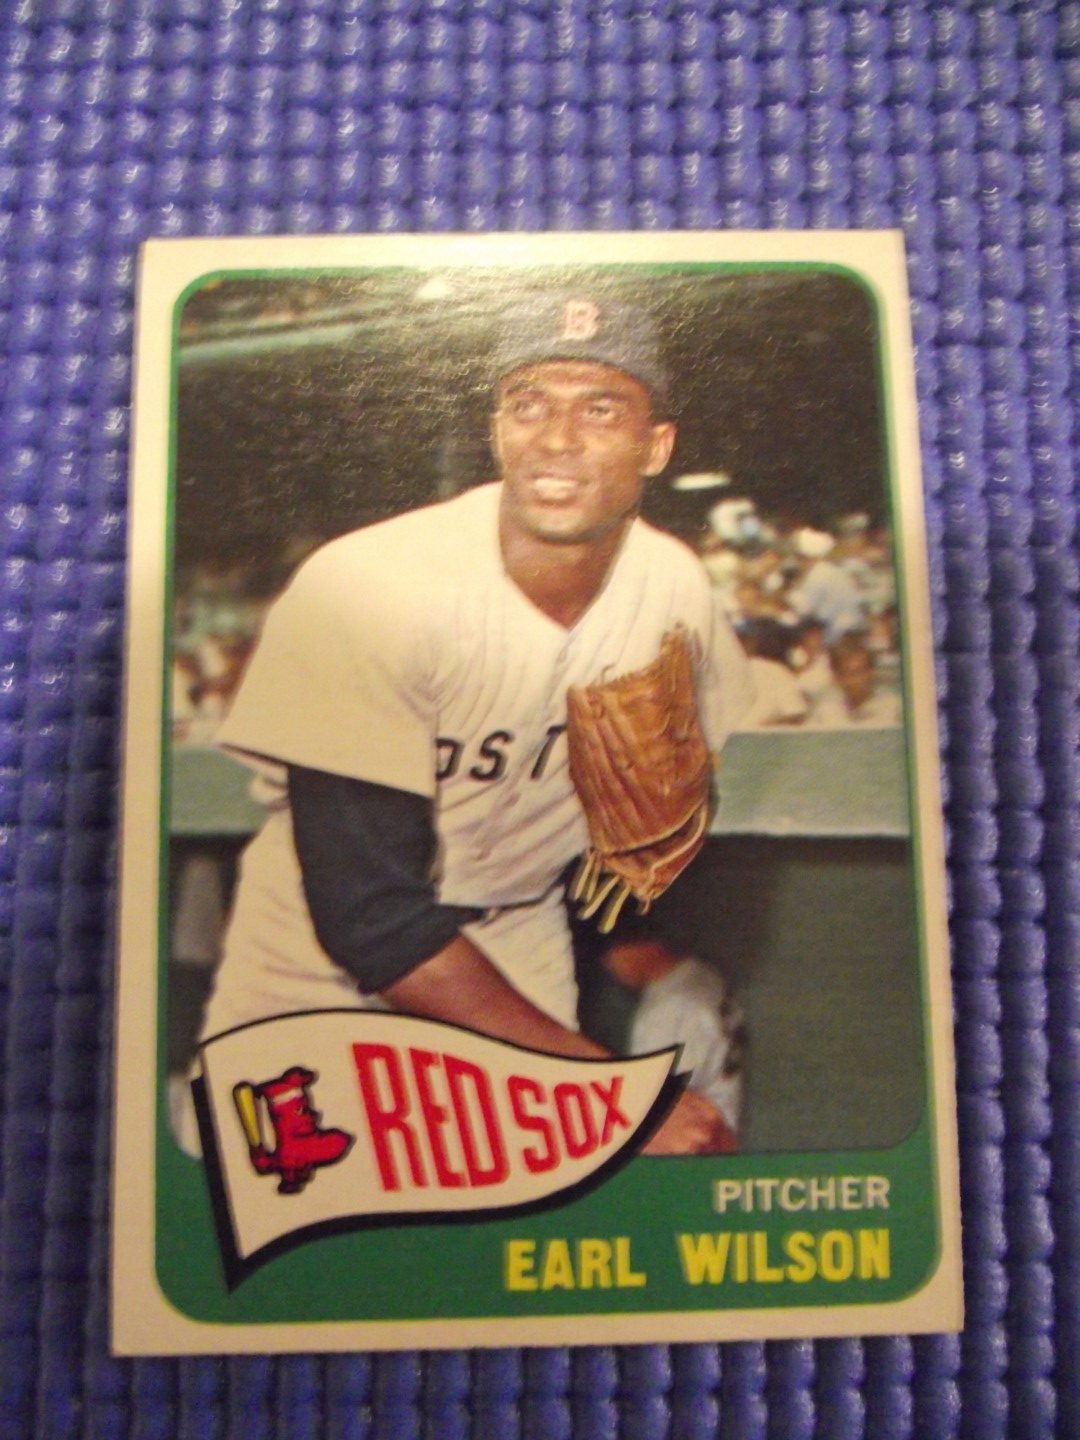 B
OST
RED SOX
PITCHER
EARL WILSON